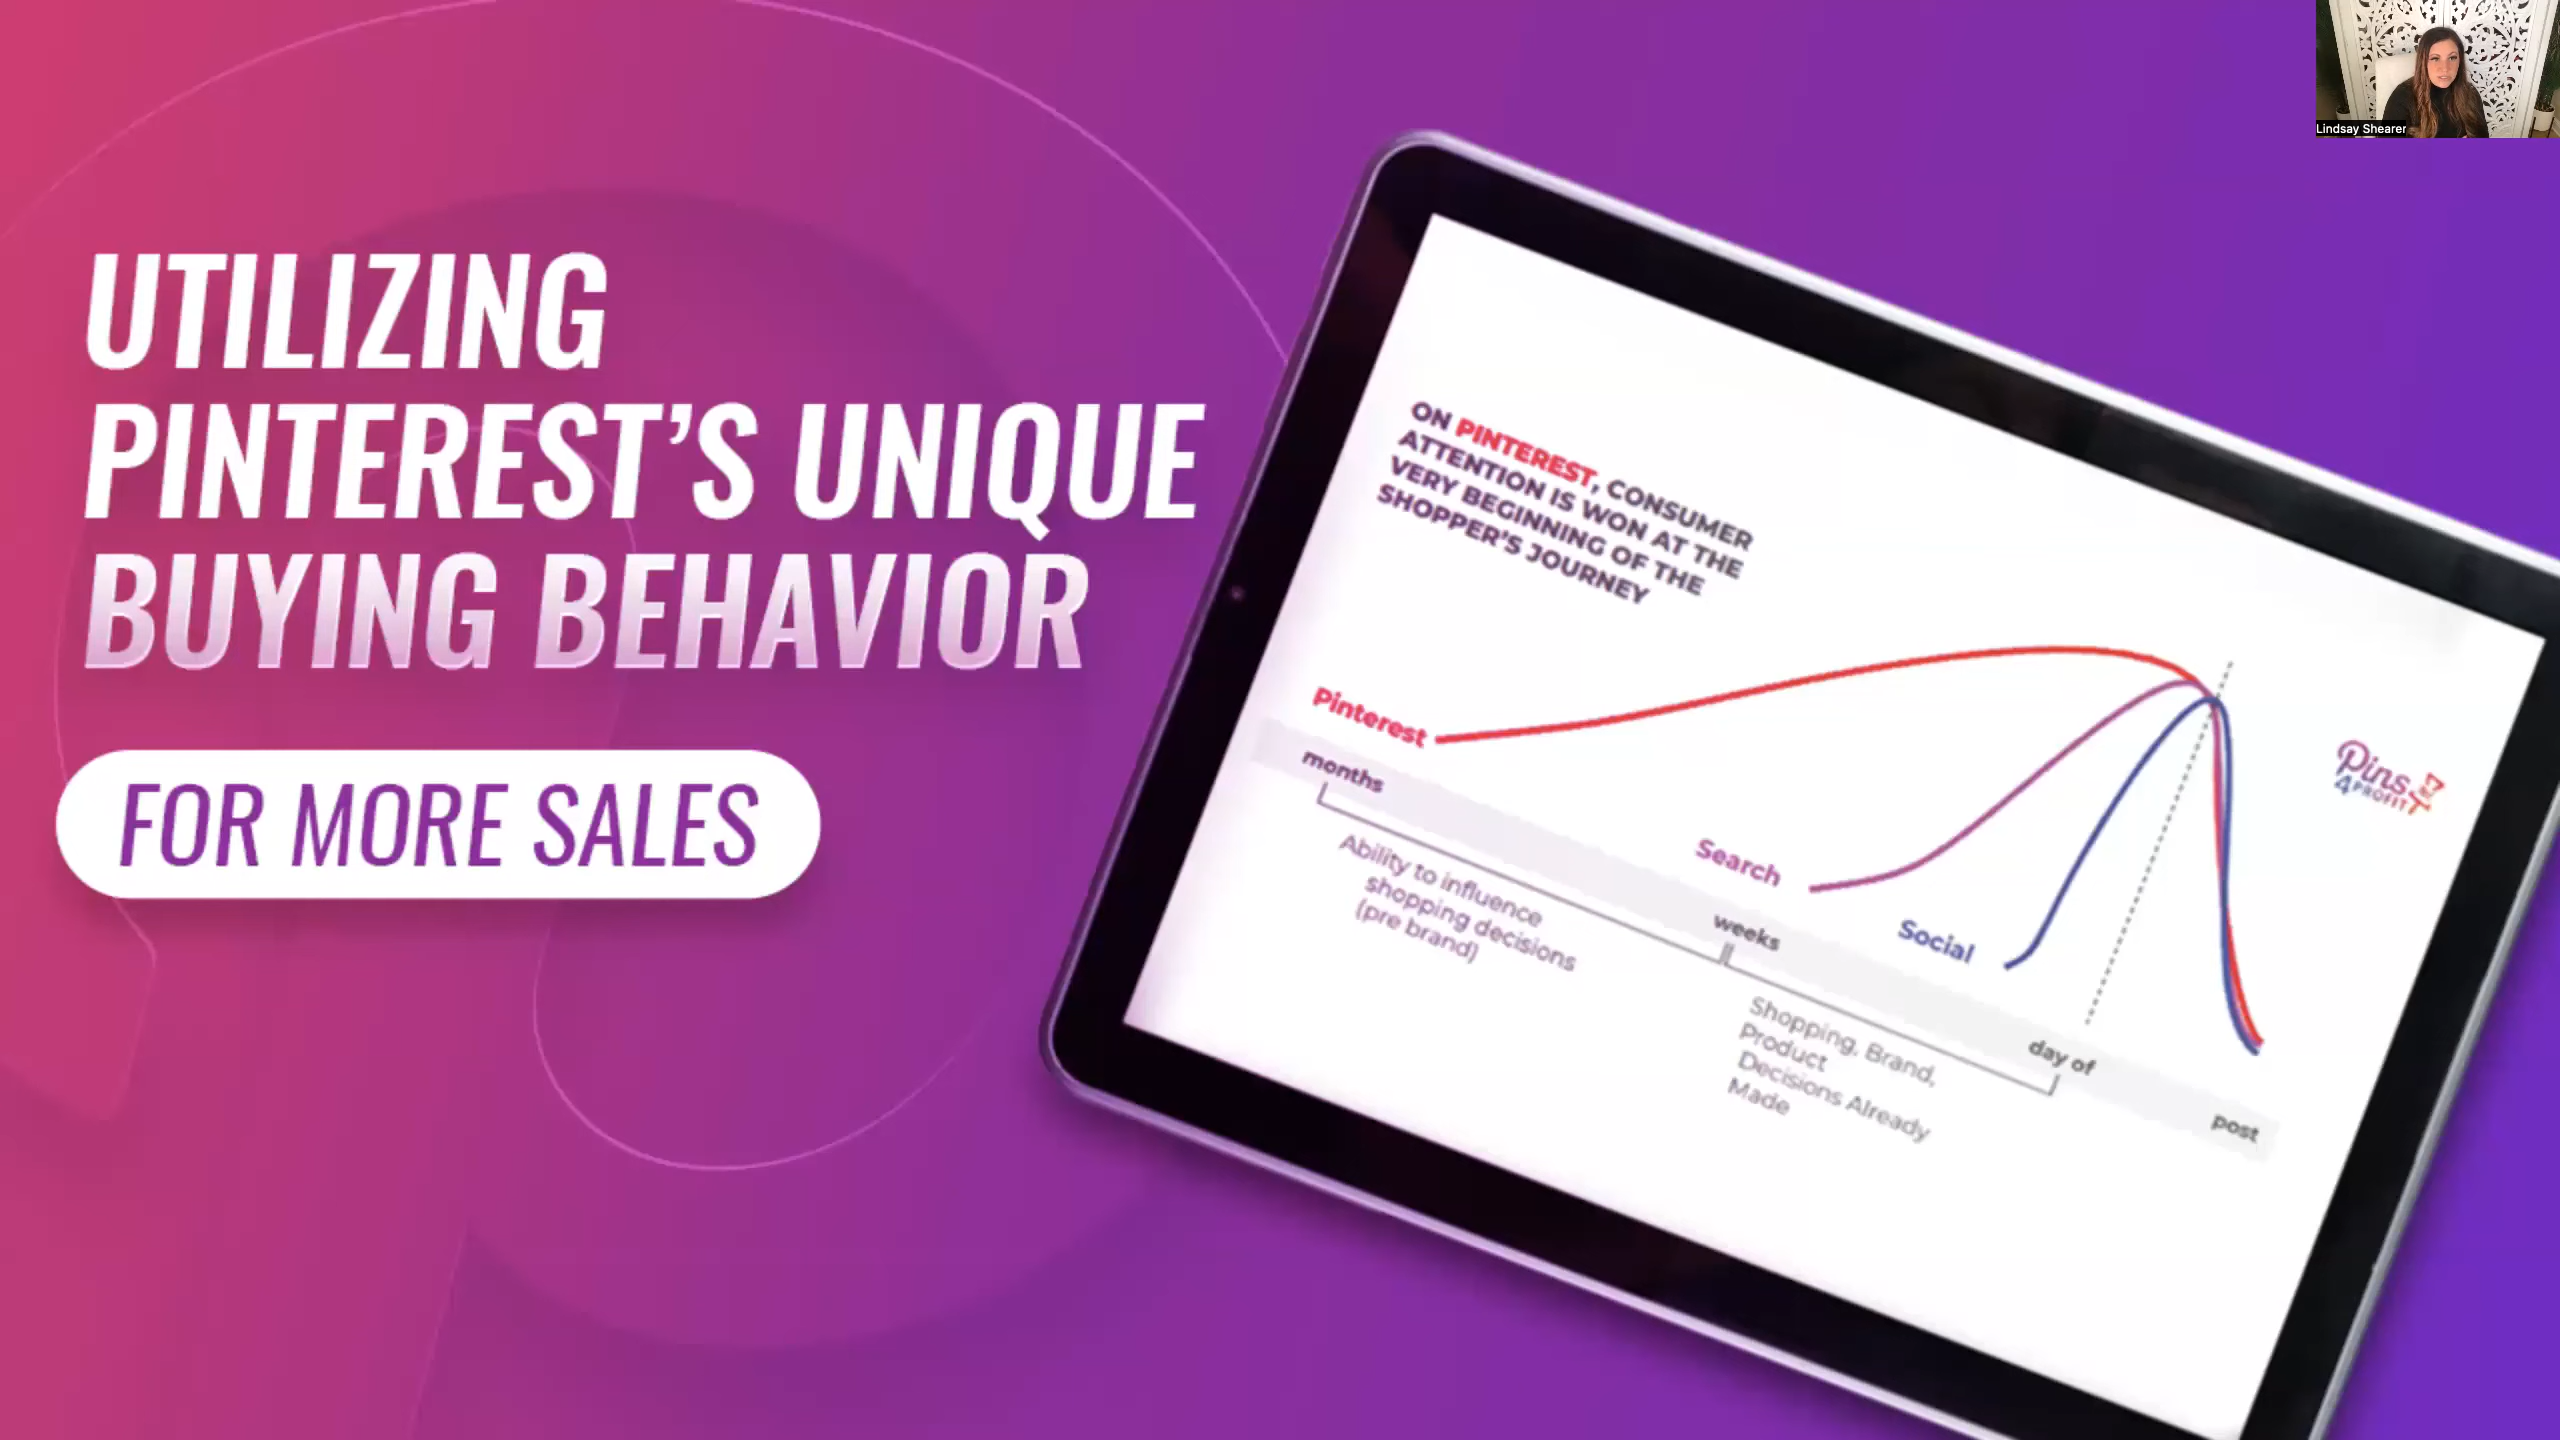 UTILIZING
PINTEREST'S UNIQUE
BUYING BEHAVIOR
FOR MORE SALES
Lindsay Shearer
ON PINTEREST, CONSUMER
ATTENTION IS WON AT THE
VERY BEGINNING OF THE
SHOPPER'S JOURNEY
Pinterest
months
Ability to influence
shopping decisions
(pre brand)
Search
weeks
Shopping, Brand,
Product
Decisions Already
Made
Social
day of
post
Pins
4PROFIT